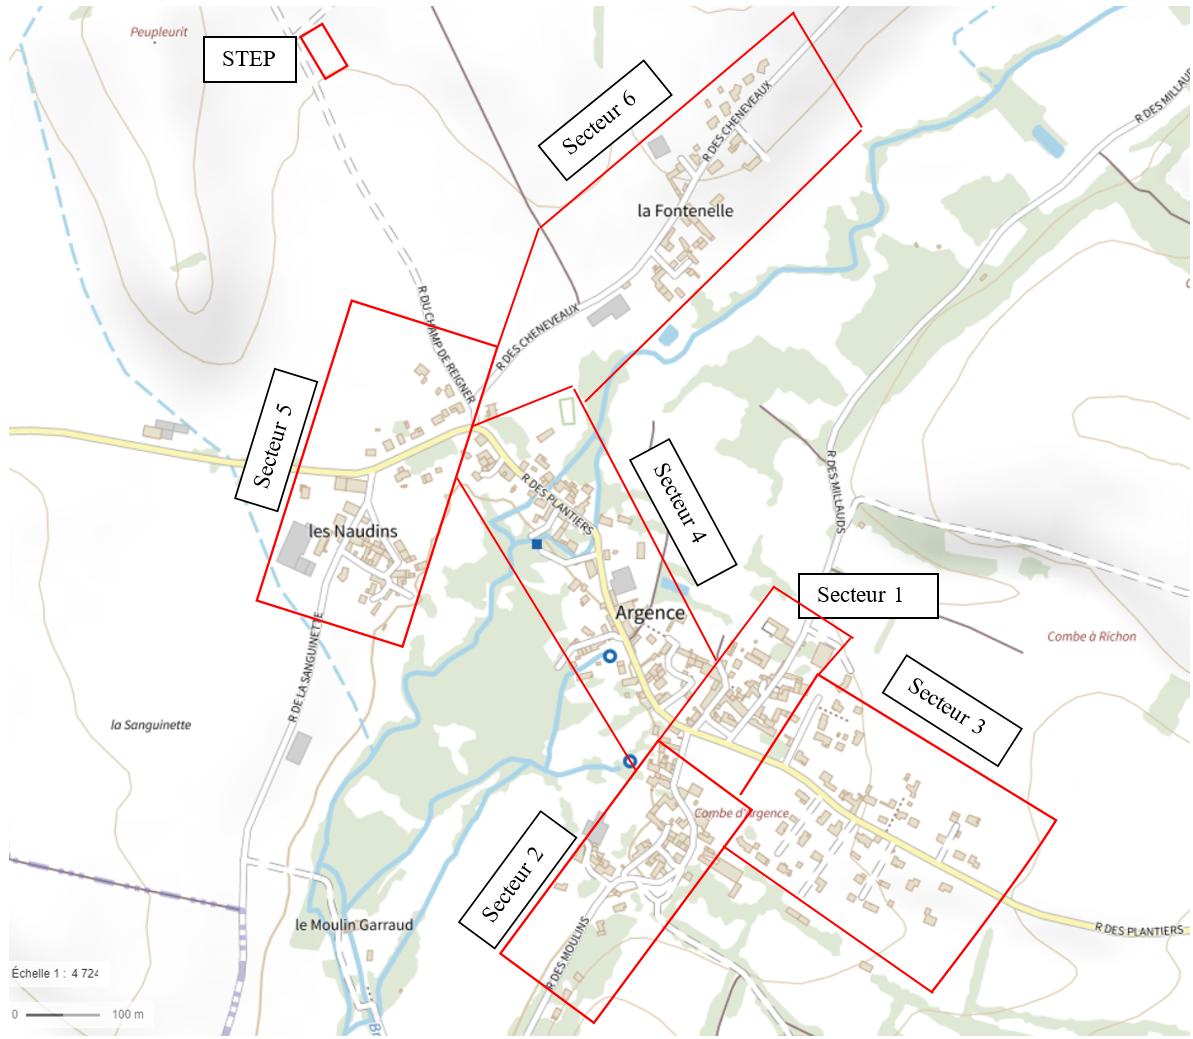 Peupleurit
STEP
Secteur 6
R DES CHENEVEAUX
R DES MILLAUDS
la Fontenelle
R DU CHAMP DE REIGNER
R DES CHENEVEAUX
Secteur 5
Secteur 4
R DES PLANTIERS
R DES MILLAUDS
les Naudins
Argence
Secteur 1
Combe à Richon
R DE LA SANGUINETTE
la Sanguinette
Secteur 3
Combe d'Argence
Secteur 2
le Moulin Garraud
R DES MOULINS
R DES PLANTIERS
Échelle 1 : 4 724
0 100 m